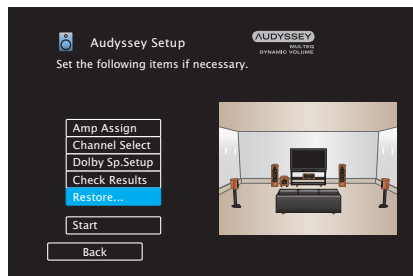 Audyssey Setup
AUDYSSEY
MULTEQ
DYNAMIC VOLUME
Set the following items if necessary.
Amp Assign
Channel Select
Dolby Sp.Setup
Check Results
Restore...
Start
Back